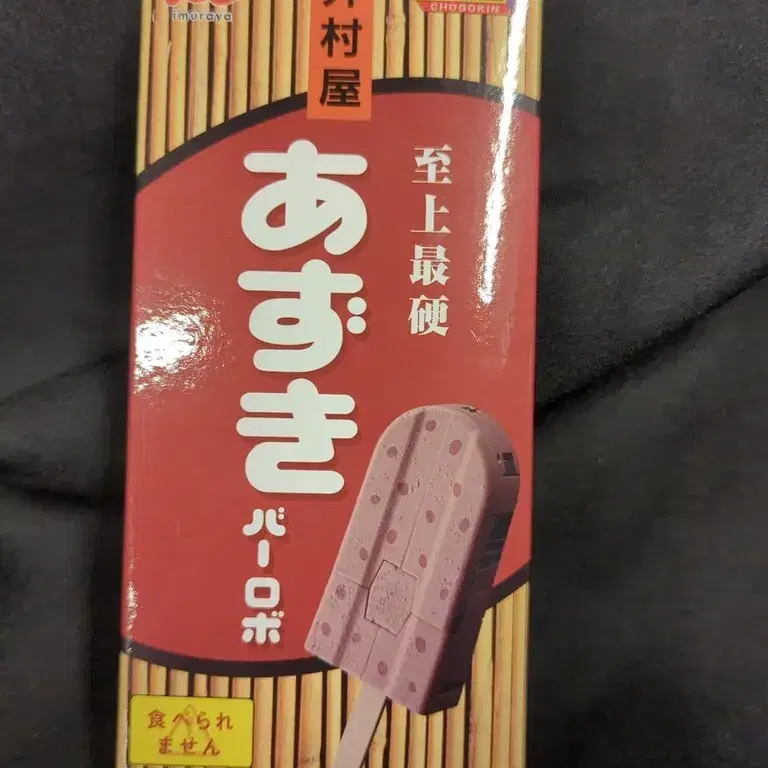 imuraya
CHOGOKIN
井村屋
至上最硬
あずき
バーロボ
食べられ
ません